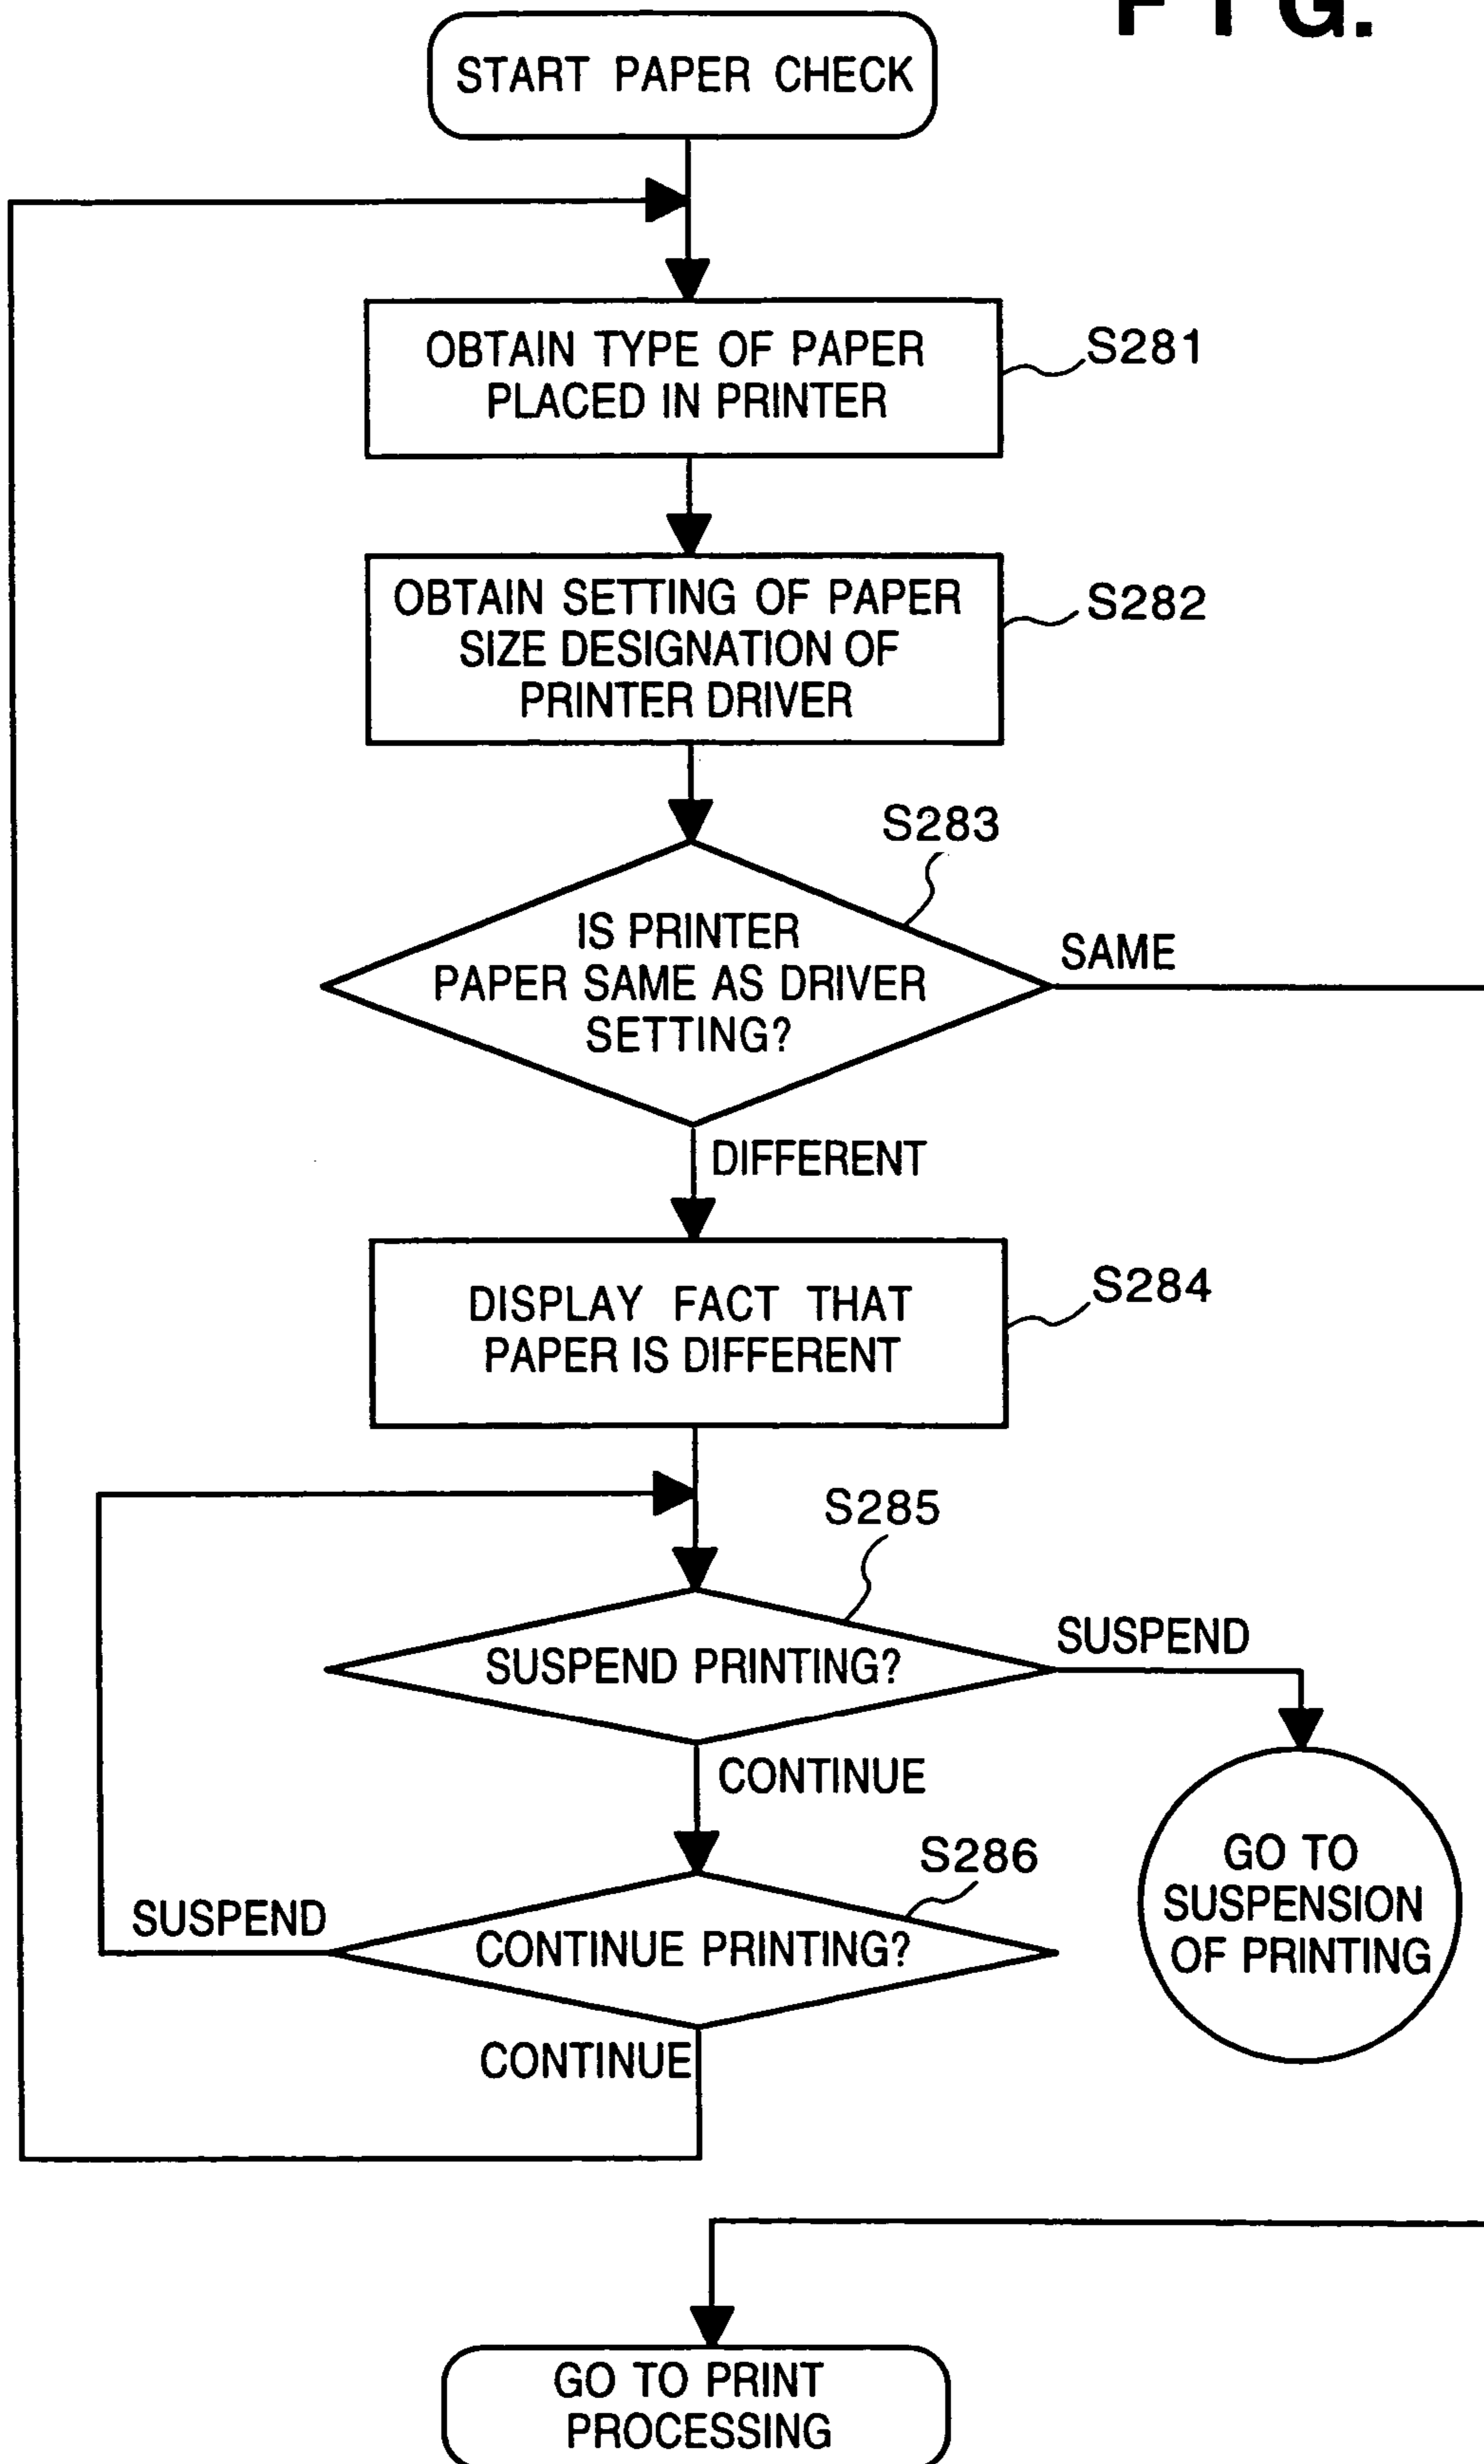 FIG.
START PAPER CHECK
OBTAIN TYPE OF PAPER
PLACED IN PRINTER
S281
OBTAIN SETTING OF PAPER
SIZE DESIGNATION OF
PRINTER DRIVER
S282
S283
IS PRINTER
PAPER SAME AS DRIVER
SETTING?
SAME
DIFFERENT
DISPLAY FACT THAT
PAPER IS DIFFERENT
S284
S285
SUSPEND PRINTING?
SUSPEND
CONTINUE
GO TO
SUSPENSION
OF PRINTING
S286
SUSPEND
CONTINUE PRINTING?
CONTINUE
GO TO PRINT
PROCESSING